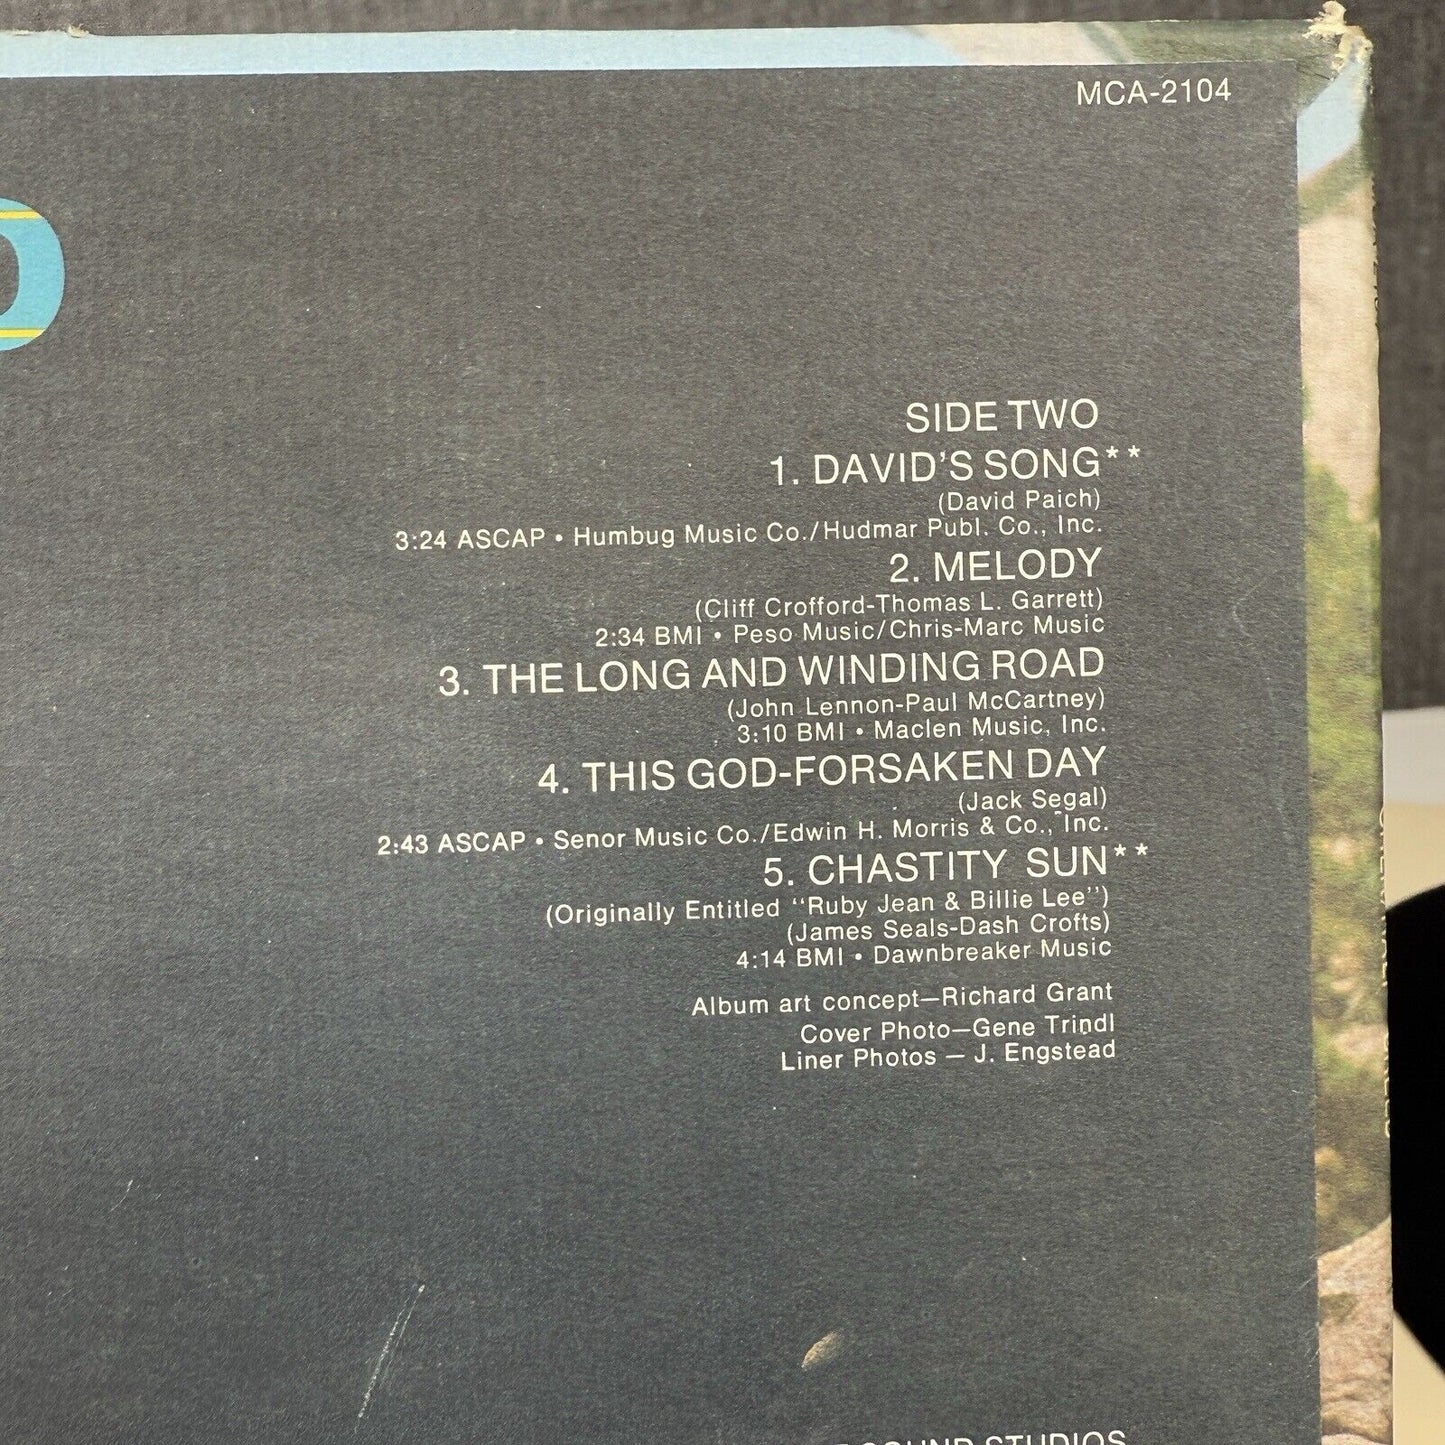 MCA-2104
SIDE TWO
1. DAVID'S SONG**
(David Paich)
3:24 ASCAP • Humbug Music Co./Hudmar Publ. Co., Inc.
2. MELODY
(Cliff Crofford-Thomas L. Garrett)
2:34 BMI • Peso Music/Chris-Marc Music
3. THE LONG AND WINDING ROAD
(John Lennon-Paul McCartney)
3:10 BMI • Maclen Music, Inc.
4. THIS GOD-FORSAKEN DAY
(Jack Segal)
2:43 ASCAP • Senor Music Co./Edwin H. Morris & Co., Inc.
5. CHASTITY SUN**
(Originally Entitled "Ruby Jean & Billie Lee")
(James Seals-Dash Crofts)
4:14 BMI • Dawnbreaker Music
Album art concept—Richard Grant
Cover Photo—Gene Trindl
Liner Photos — J. Engstead
SOUND STUDIOS